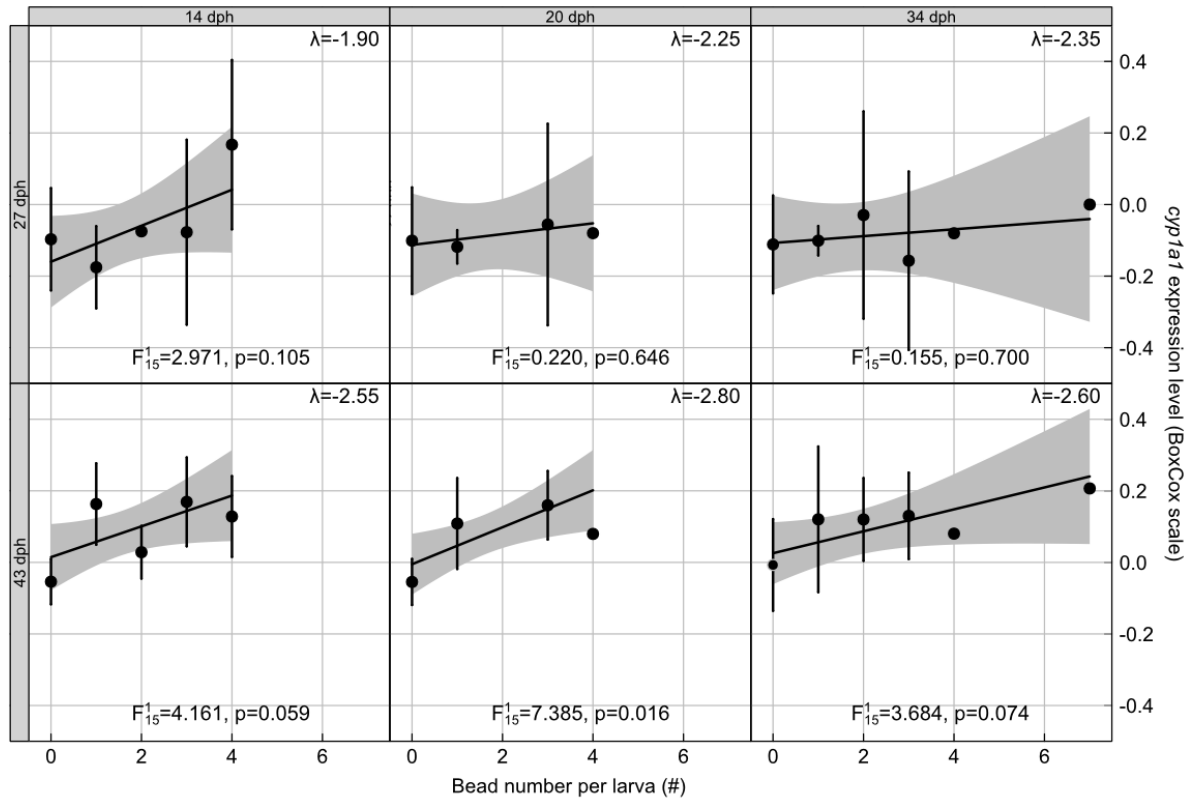 14 dph 20 dph 34 dph
27 dph
λ=-1.90 λ=-2.25 λ=-2.35
0.4
0.2
0.0
-0.2
-0.4
F¹₁₅=2.971, p=0.105 F¹₁₅=0.220, p=0.646 F¹₁₅=0.155, p=0.700
43 dph
λ=-2.55 λ=-2.80 λ=-2.60
0.4
0.2
0.0
-0.2
-0.4
F¹₁₅=4.161, p=0.059 F¹₁₅=7.385, p=0.016 F¹₁₅=3.684, p=0.074
0 2 4 6 0 2 4 6 0 2 4 6
Bead number per larva (#)
cyp1a1 expression level (BoxCox scale)